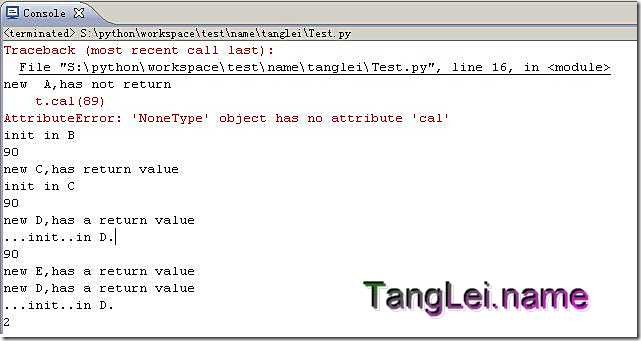 Console
<terminated> S:\python\workspace\test\name\tanglei\Test.py
Traceback (most recent call last):
File "S:\python\workspace\test\name\tanglei\Test.py", line 16, in <module>
new  A,has not return
t.cal(89)
AttributeError: 'NoneType' object has no attribute 'cal'
init in B
90
new C,has return value
init in C
90
new D,has a return value
...init..in D.
90
new E,has a return value
new D,has a return value
...init..in D.
2
TangLei.name